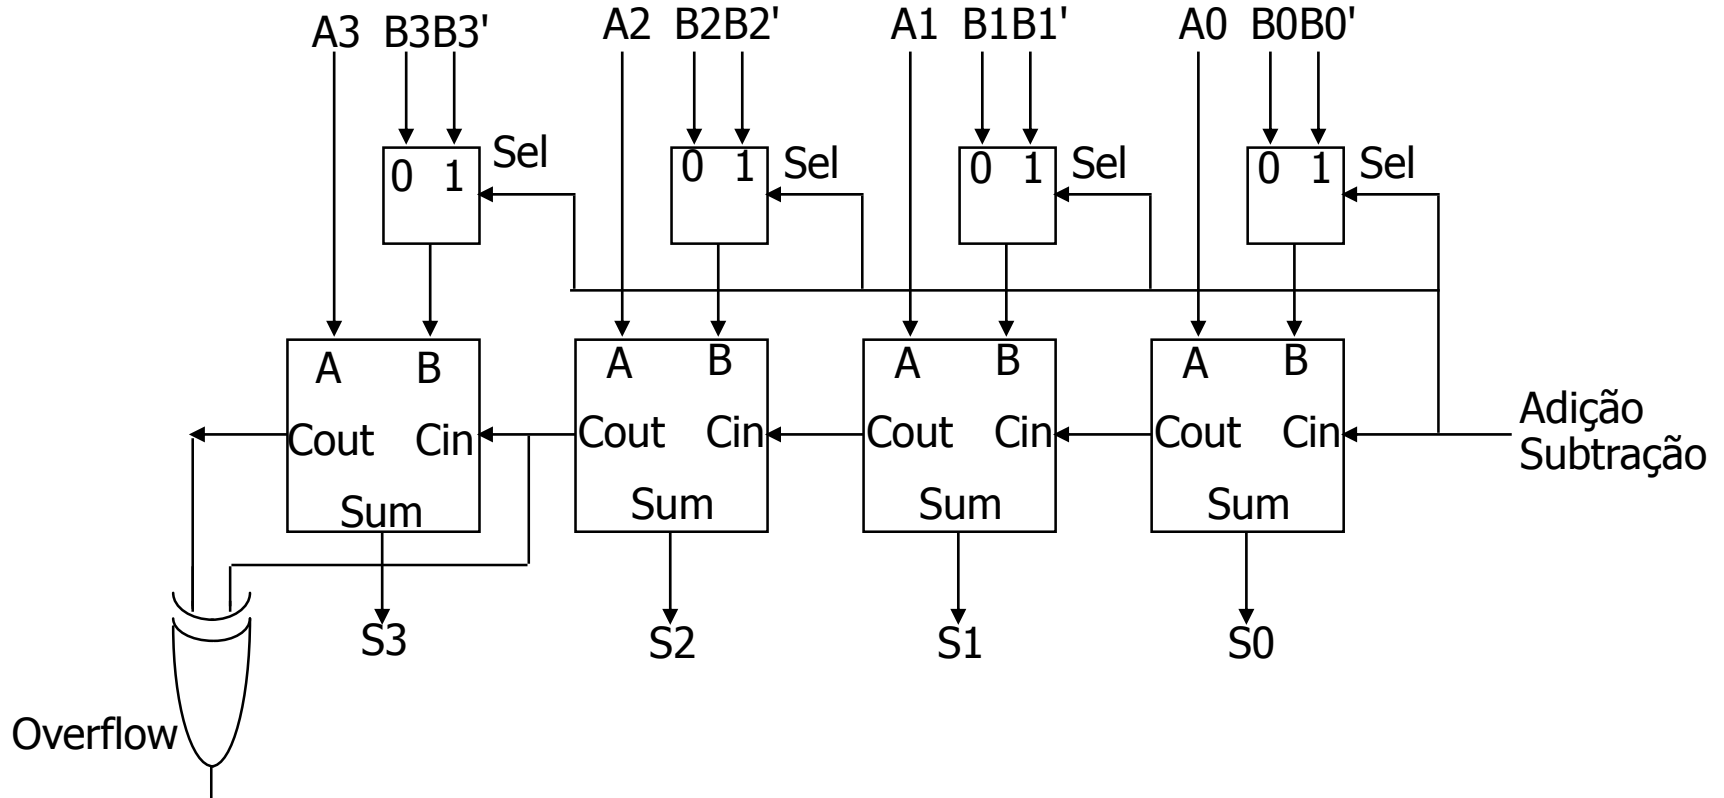 A3 B3B3' A2 B2B2' A1 B1B1' A0 B0B0'
0 1 Sel 0 1 Sel 0 1 Sel 0 1 Sel
A B A B A B A B
Cout Cin Cout Cin Cout Cin Cout Cin Adição
Subtração
Sum Sum Sum Sum
S3 S2 S1 S0
Overflow